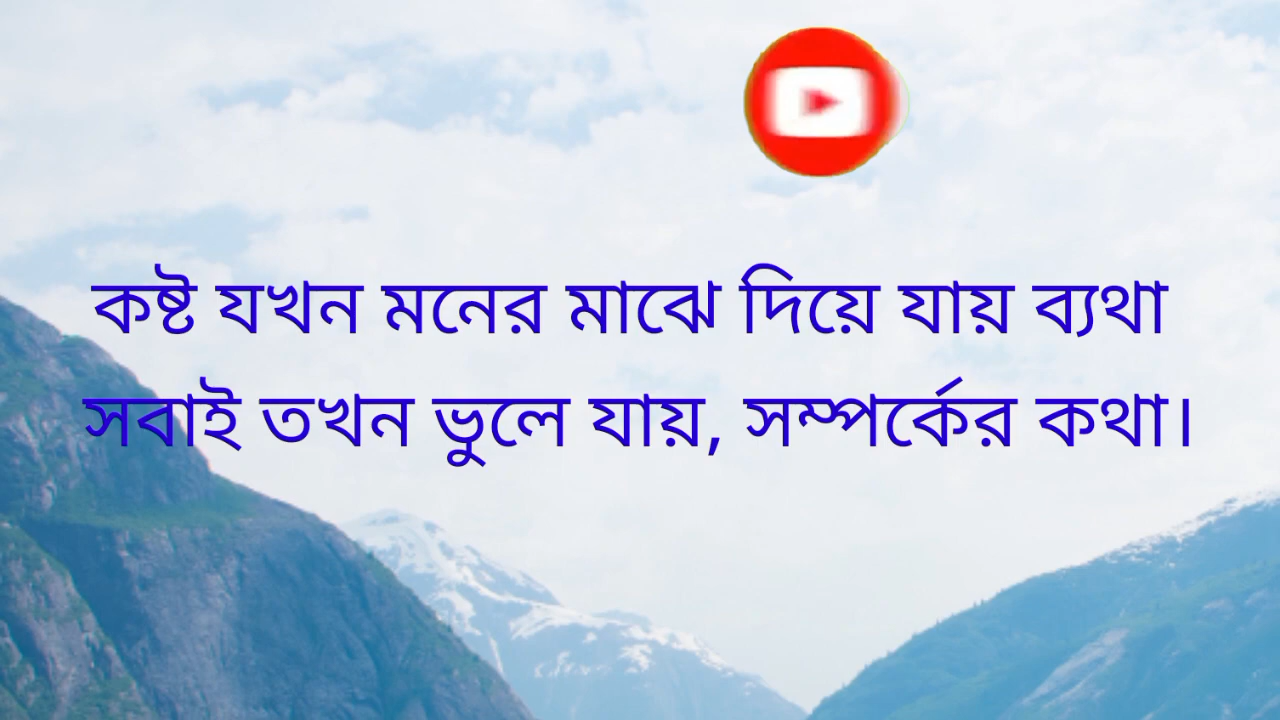 কষ্ট যখন মনের মাঝে দিয়ে যায় ব্যথা
সবাই তখন ভুলে যায়, সম্পর্কের কথা।